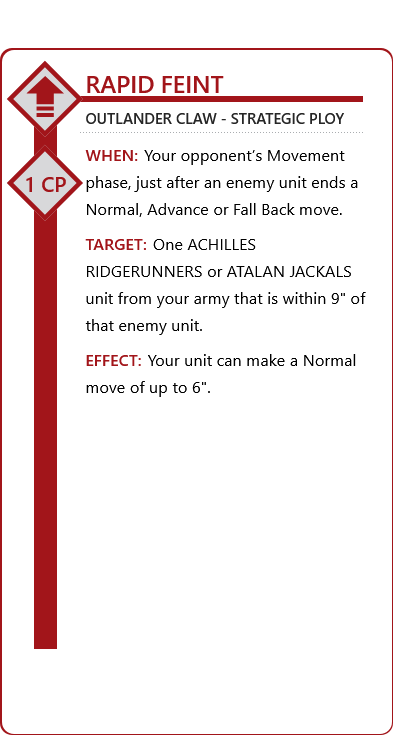 RAPID FEINT
OUTLANDER CLAW - STRATEGIC PLOY
1 CP
WHEN: Your opponent’s Movement
phase, just after an enemy unit ends a
Normal, Advance or Fall Back move.
TARGET: One ACHILLES
RIDGERUNNERS or ATALAN JACKALS
unit from your army that is within 9" of
that enemy unit.
EFFECT: Your unit can make a Normal
move of up to 6".